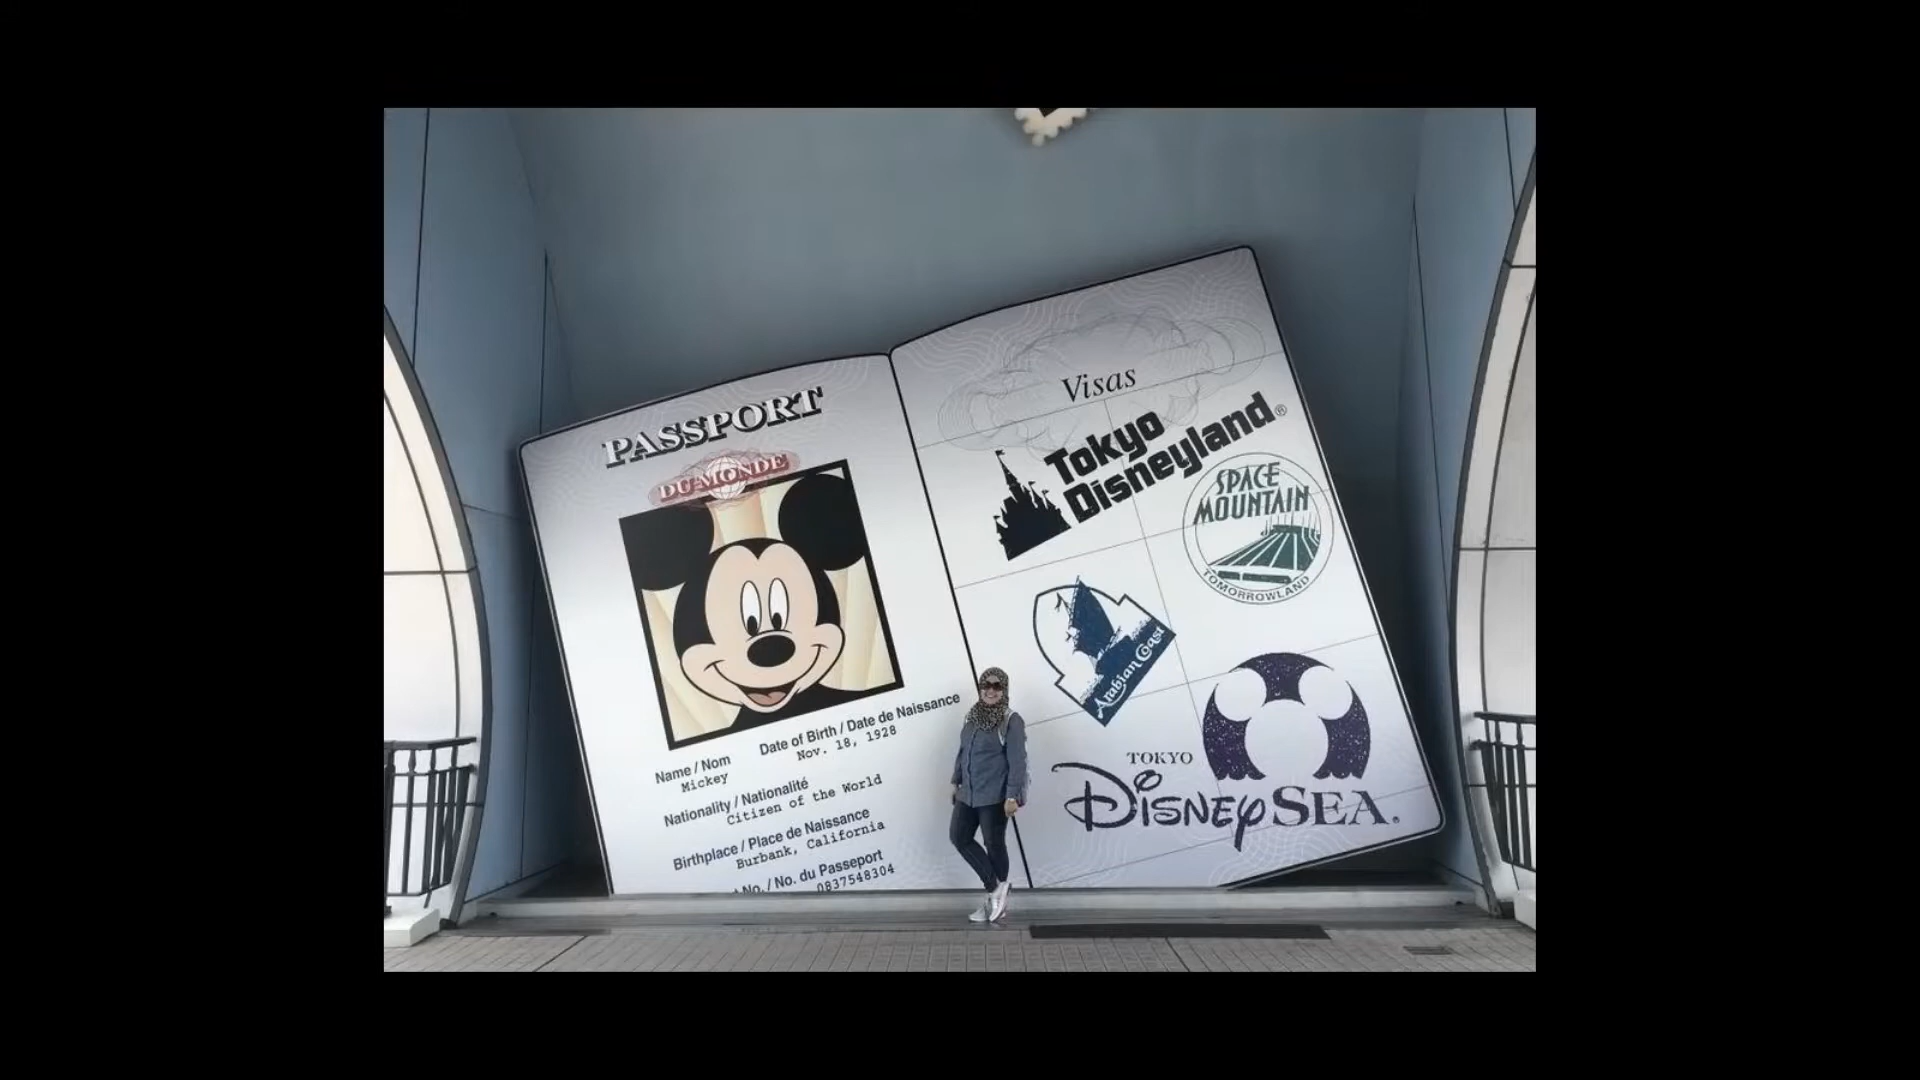 PASSPORT
DU MONDE
Name / Nom
Mickey
Date of Birth / Date de Naissance
Nov. 18, 1928
Nationality / Nationalité
Citizen of the World
Birthplace / Place de Naissance
Burbank, California
No. / No. du Passeport
0837548304
Visas
Tokyo
Disneyland®
SPACE
MOUNTAIN
TOMORROWLAND
Arabian Coast
TOKYO
DISNEY SEA.